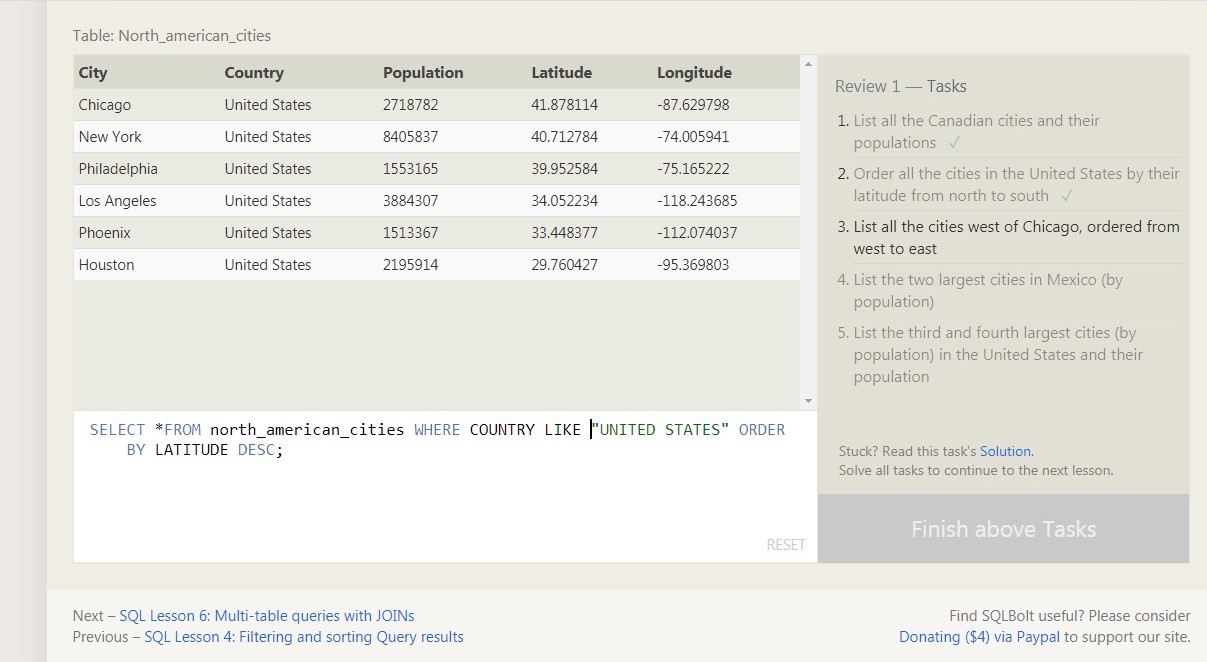 Table: North_american_cities
City Country Population Latitude Longitude
Chicago United States 2718782 41.878114 -87.629798
New York United States 8405837 40.712784 -74.005941
Philadelphia United States 1553165 39.952584 -75.165222
Los Angeles United States 3884307 34.052234 -118.243685
Phoenix United States 1513367 33.448377 -112.074037
Houston United States 2195914 29.760427 -95.369803
SELECT *FROM north_american_cities WHERE COUNTRY LIKE "UNITED STATES" ORDER
BY LATITUDE DESC;
RESET
Review 1 — Tasks
1. List all the Canadian cities and their
populations ✓
2. Order all the cities in the United States by their
latitude from north to south ✓
3. List all the cities west of Chicago, ordered from
west to east
4. List the two largest cities in Mexico (by
population)
5. List the third and fourth largest cities (by
population) in the United States and their
population
Stuck? Read this task's Solution.
Solve all tasks to continue to the next lesson.
Finish above Tasks
Next – SQL Lesson 6: Multi-table queries with JOINs
Previous – SQL Lesson 4: Filtering and sorting Query results
Find SQLBolt useful? Please consider
Donating ($4) via Paypal to support our site.